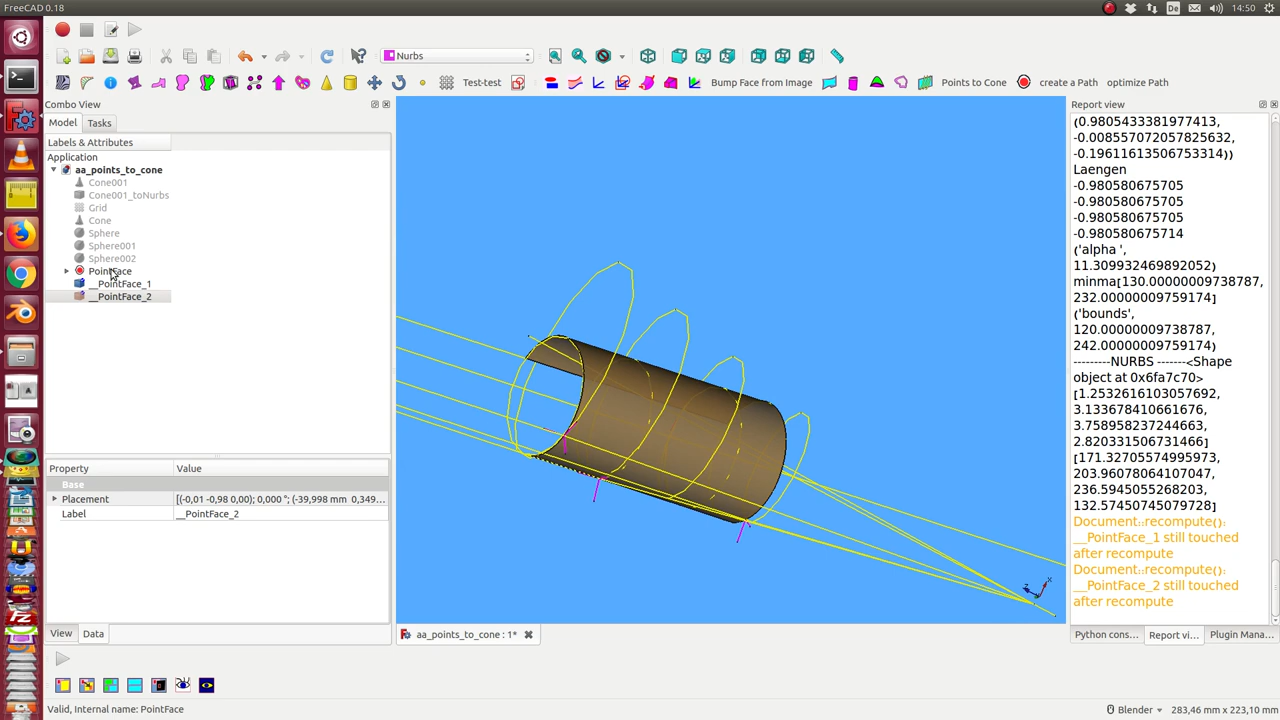 FreeCAD 0.18
De
14:50
Nurbs
Test-test
Bump Face from Image
Points to Cone
create a Path
optimize Path
Combo View
Model
Tasks
Labels & Attributes
Application
aa_points_to_cone
Cone001
Cone001_toNurbs
Grid
Cone
Sphere
Sphere001
Sphere002
PointFace
__PointFace_1
__PointFace_2
Property
Value
Base
Placement
[(-0,01 -0,98 0,00); 0,000 °; (-39,998 mm 0,349...
Label
__PointFace_2
View
Data
aa_points_to_cone : 1*
Report view
(0.9805433381977413,
-0.008557072057825632,
-0.19611613506753314))
Laengen
-0.980580675705
-0.980580675705
-0.980580675705
-0.980580675714
('alpha ',
11.309932469892052)
minma[130.00000009738787,
232.00000009759174]
('bounds',
120.00000009738787,
242.00000009759174)
---------NURBS -------<Shape
object at 0x6fa7c70>
[1.2532616103057692,
3.133678410661676,
3.758958237244663,
2.820331506731466]
[171.32705574995973,
203.96078064107047,
236.5945055268203,
132.57450745079728]
Document::recompute():
__PointFace_1 still touched
after recompute
Document::recompute():
__PointFace_2 still touched
after recompute
Python cons...
Report vi...
Plugin Mana...
Valid, Internal name: PointFace
Blender
283,46 mm x 223,10 mm